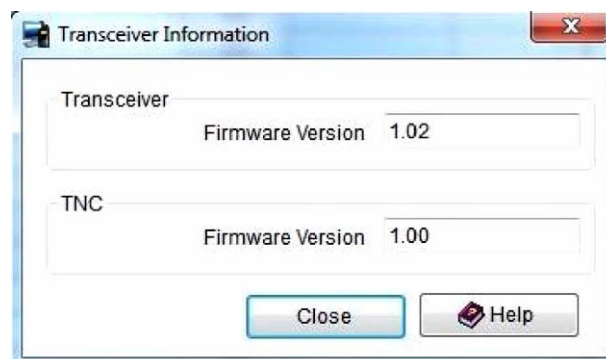 Transceiver Information
Transceiver
Firmware Version 1.02
TNC
Firmware Version 1.00
Close Help